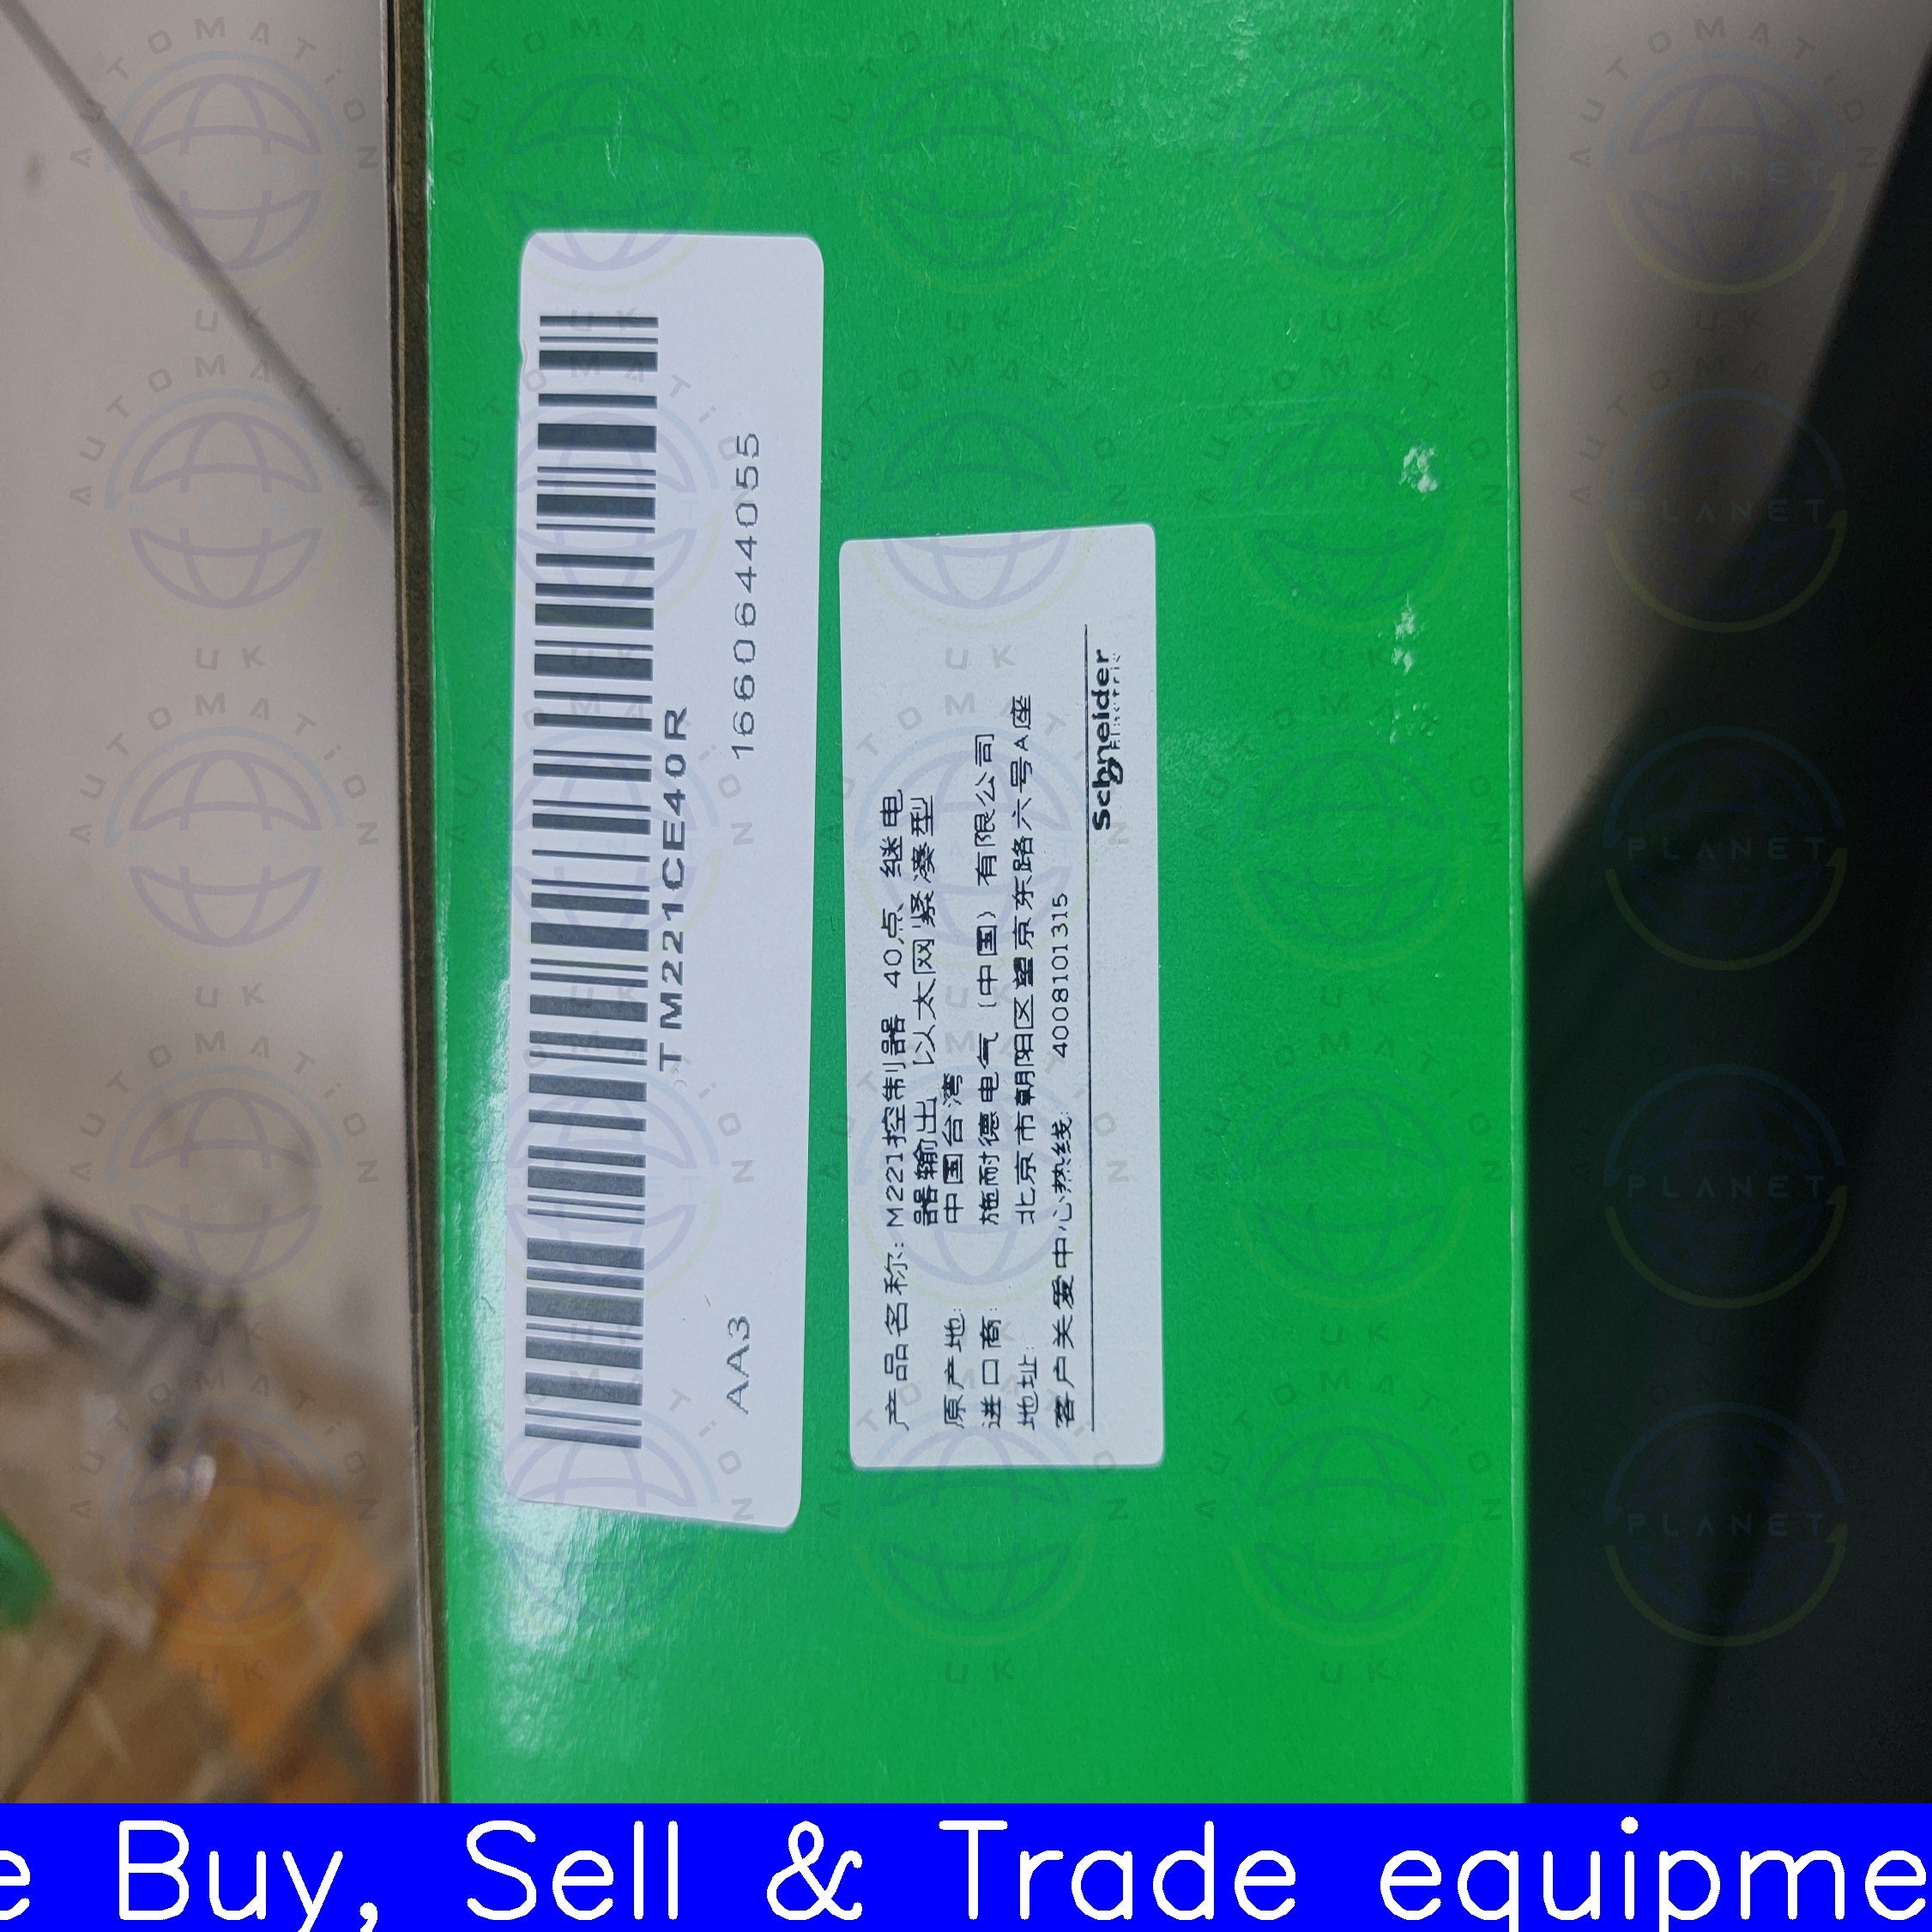 TM221CE40R
AA3 1660644055
产品名称: M221控制器 40点 继电
器输出 (以太网紧凑型
原产地: 中国台湾
进口商: 施耐德电气 (中国) 有限公司
地址: 北京市朝阳区望京东路六号A座
客户关爱中心热线: 4008101315
Schneider
Electric
AUTOMATiON
PLANET
UK
e Buy, Sell & Trade equipme